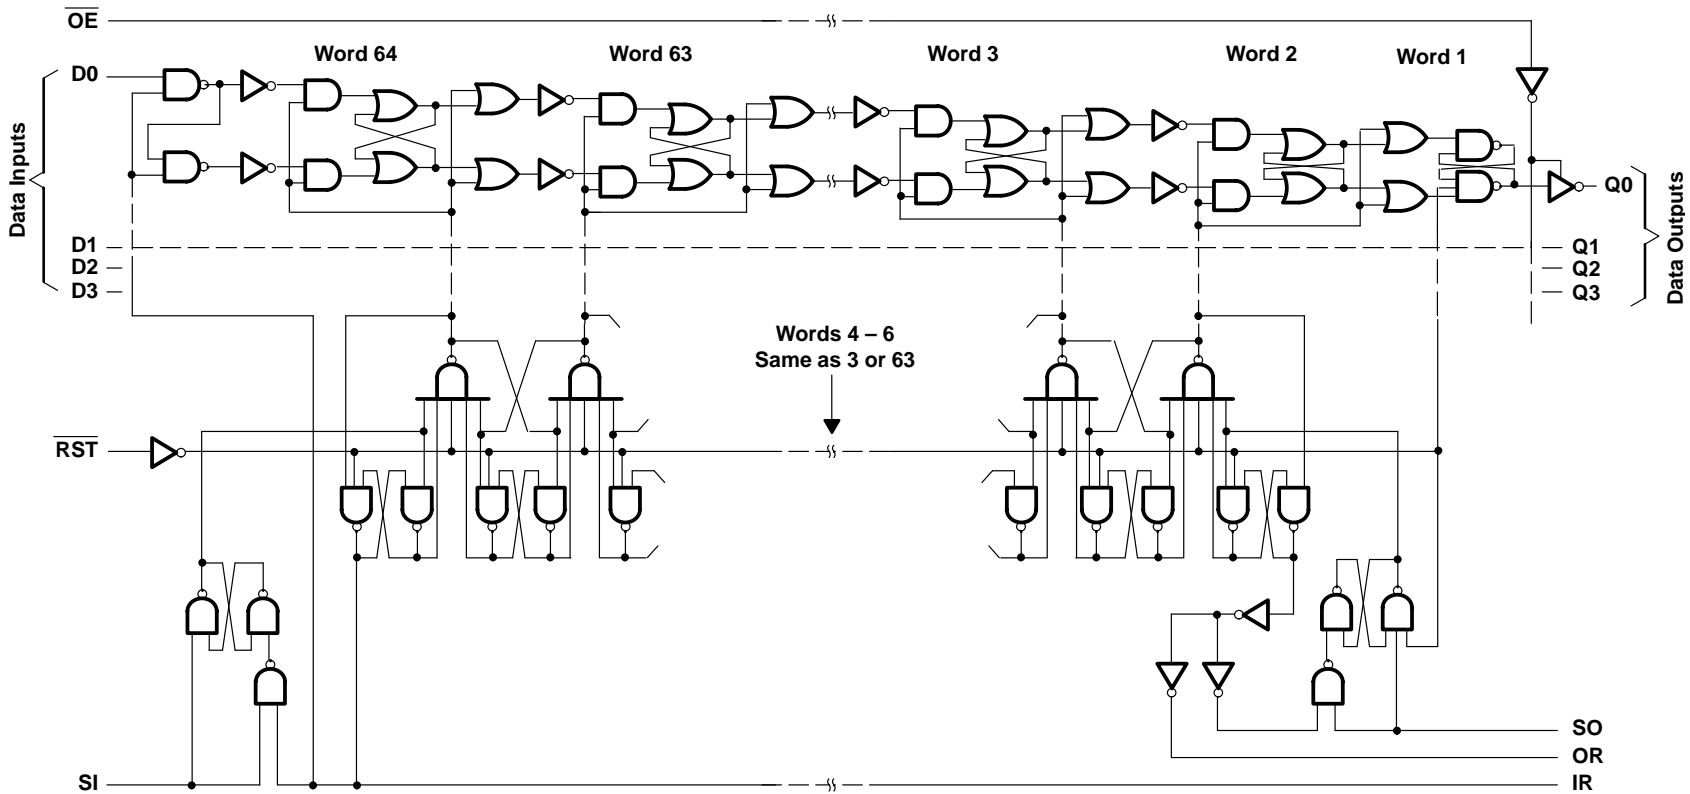 OE
Word 64
Word 63
Word 3
Word 2
Word 1
D0
Data Inputs
Q0
Data Outputs
D1
Q1
D2
Q2
D3
Q3
Words 4 – 6
Same as 3 or 63
RST
SO
OR
SI
IR